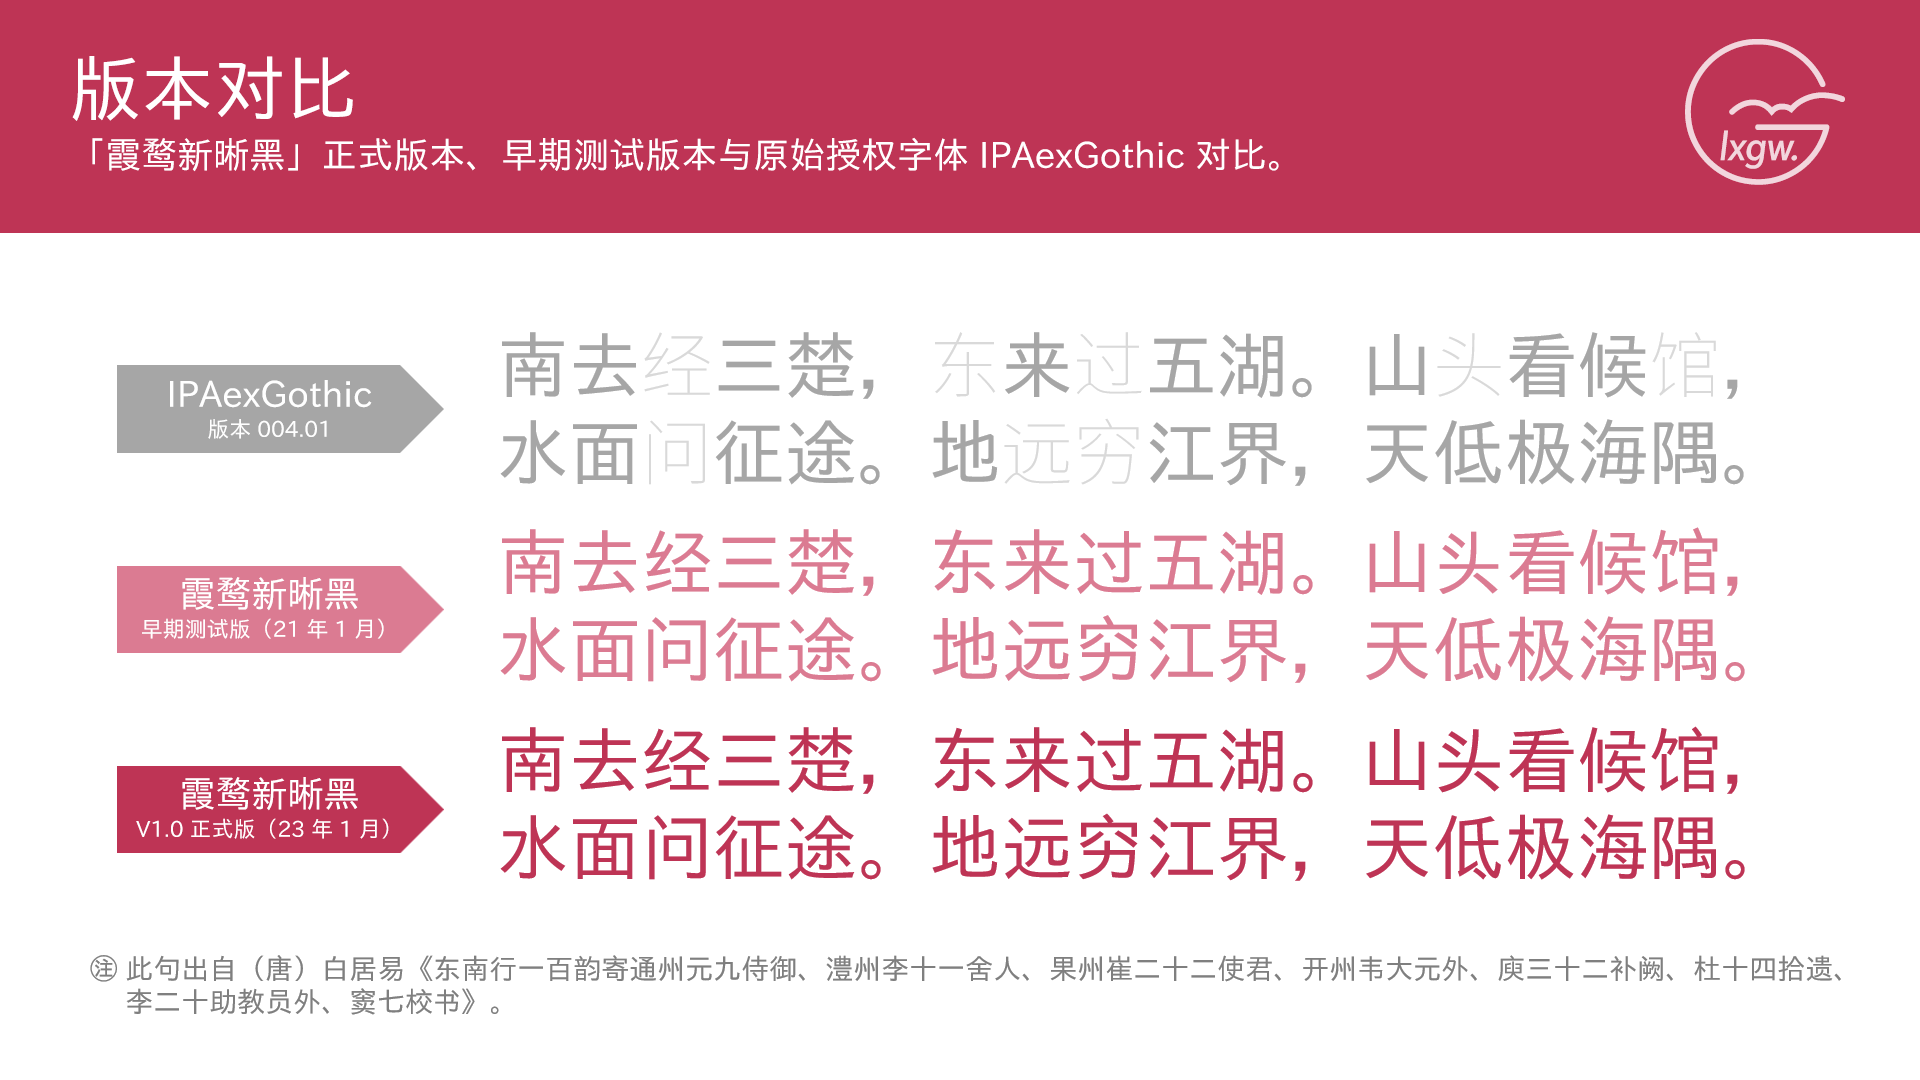 版本对比
「霞鹜新晰黑」正式版本、早期测试版本与原始授权字体 IPAexGothic 对比。
lxgw.
IPAexGothic
版本 004.01
南去经三楚，东来过五湖。山头看候馆，
水面问征途。地远穷江界，天低极海隅。
霞鹜新晰黑
早期测试版（21 年 1 月）
南去经三楚，东来过五湖。山头看候馆，
水面问征途。地远穷江界，天低极海隅。
霞鹜新晰黑
V1.0 正式版（23 年 1 月）
南去经三楚，东来过五湖。山头看候馆，
水面问征途。地远穷江界，天低极海隅。
㊟ 此句出自（唐）白居易《东南行一百韵寄通州元九侍御、澧州李十一舍人、果州崔二十二使君、开州韦大元外、庾三十二补阙、杜十四拾遗、
李二十助教员外、窦七校书》。